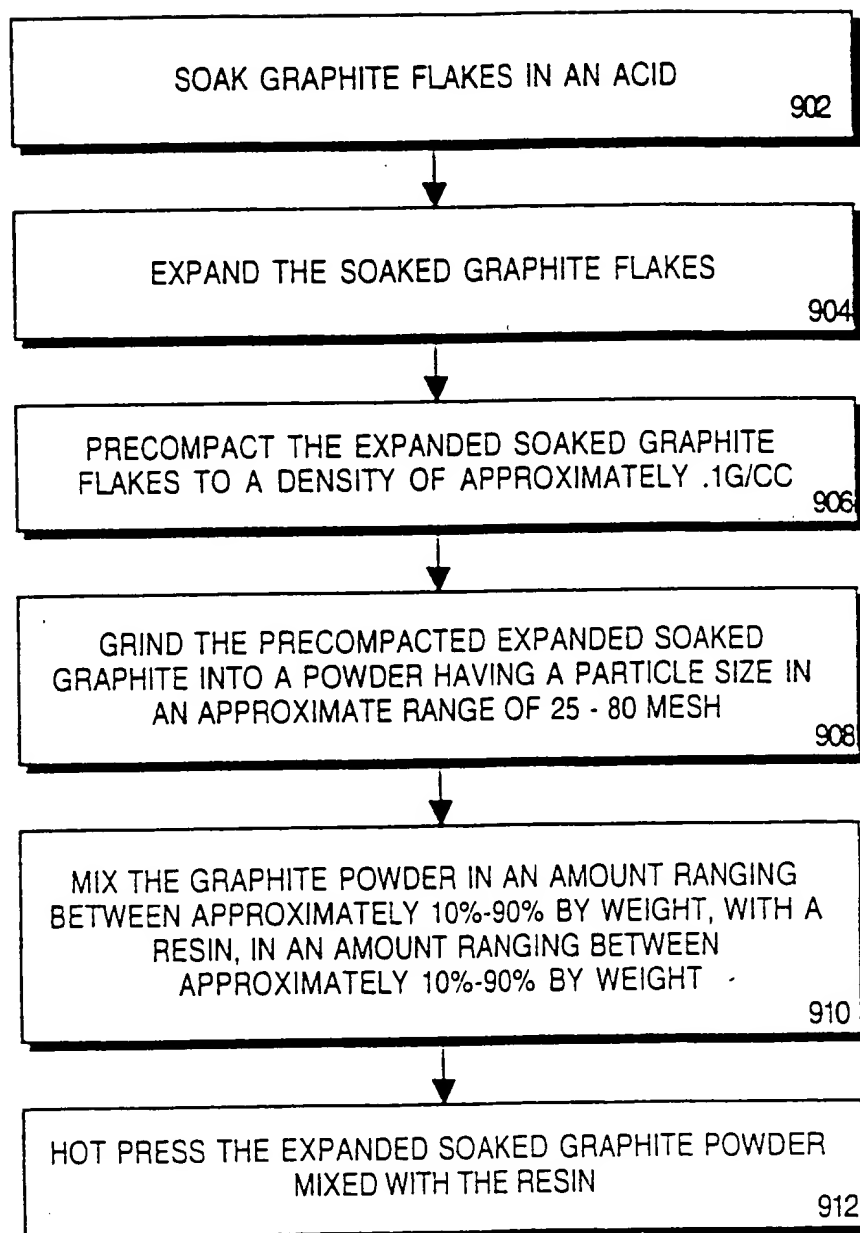 SOAK GRAPHITE FLAKES IN AN ACID
902
EXPAND THE SOAKED GRAPHITE FLAKES
904
PRECOMPACT THE EXPANDED SOAKED GRAPHITE
FLAKES TO A DENSITY OF APPROXIMATELY .1G/CC
906
GRIND THE PRECOMPACTED EXPANDED SOAKED
GRAPHITE INTO A POWDER HAVING A PARTICLE SIZE IN
AN APPROXIMATE RANGE OF 25 - 80 MESH
908
MIX THE GRAPHITE POWDER IN AN AMOUNT RANGING
BETWEEN APPROXIMATELY 10%-90% BY WEIGHT, WITH A
RESIN, IN AN AMOUNT RANGING BETWEEN
APPROXIMATELY 10%-90% BY WEIGHT
910
HOT PRESS THE EXPANDED SOAKED GRAPHITE POWDER
MIXED WITH THE RESIN
912